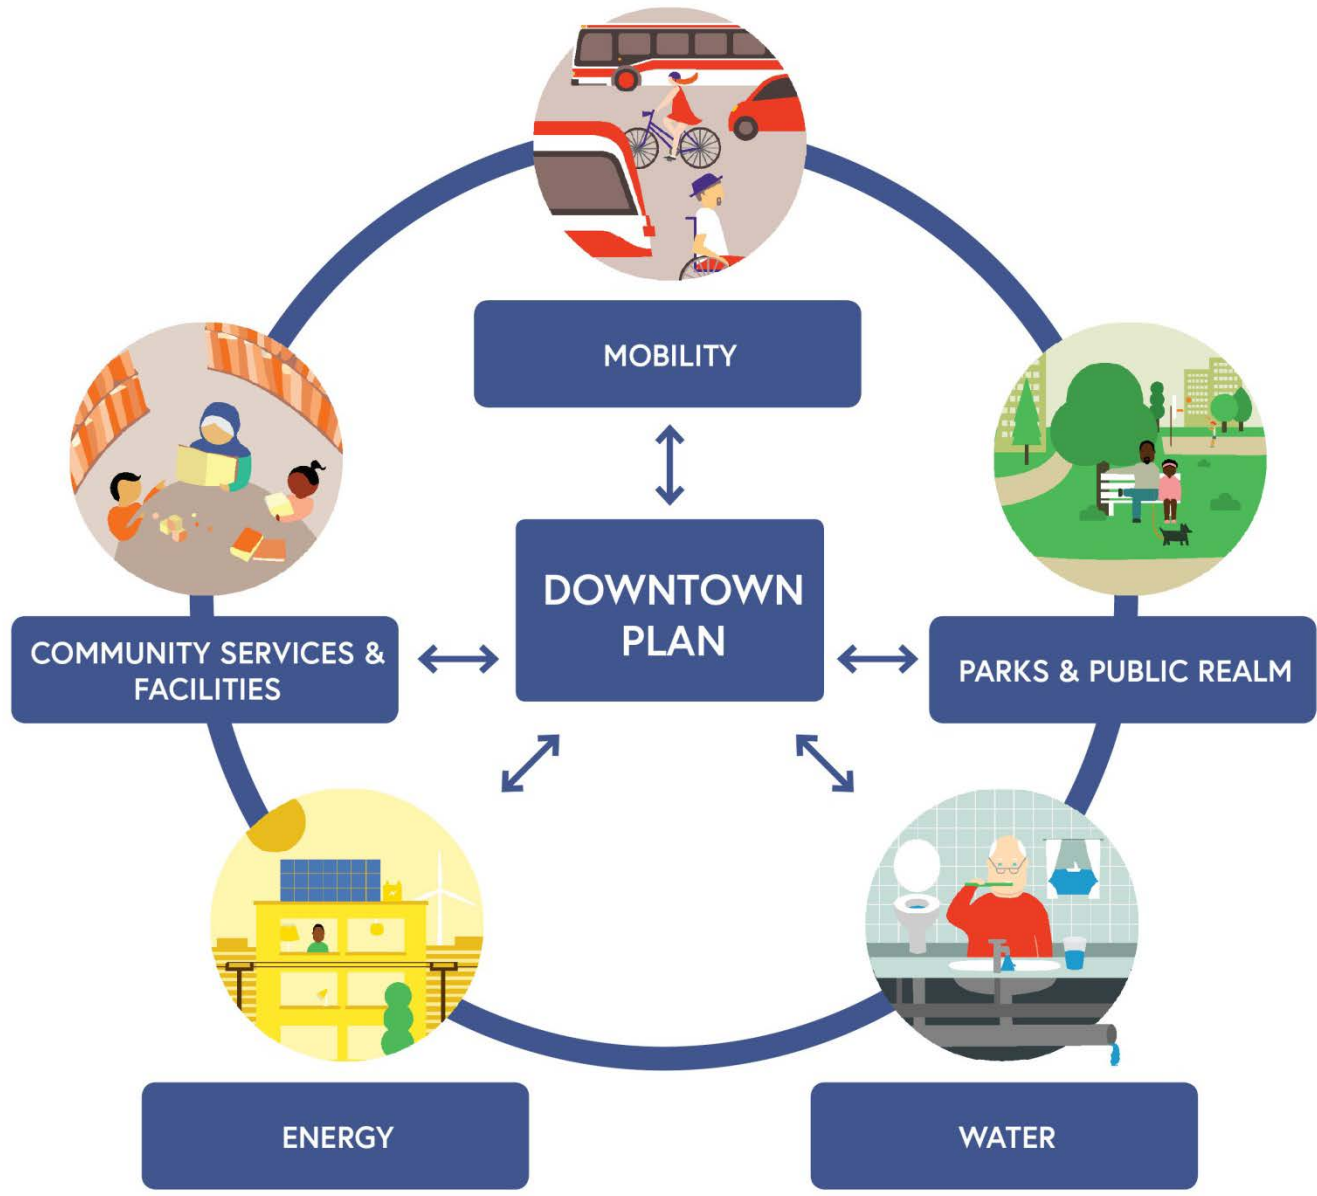 MOBILITY
COMMUNITY SERVICES &
FACILITIES
DOWNTOWN
PLAN
PARKS & PUBLIC REALM
ENERGY
WATER